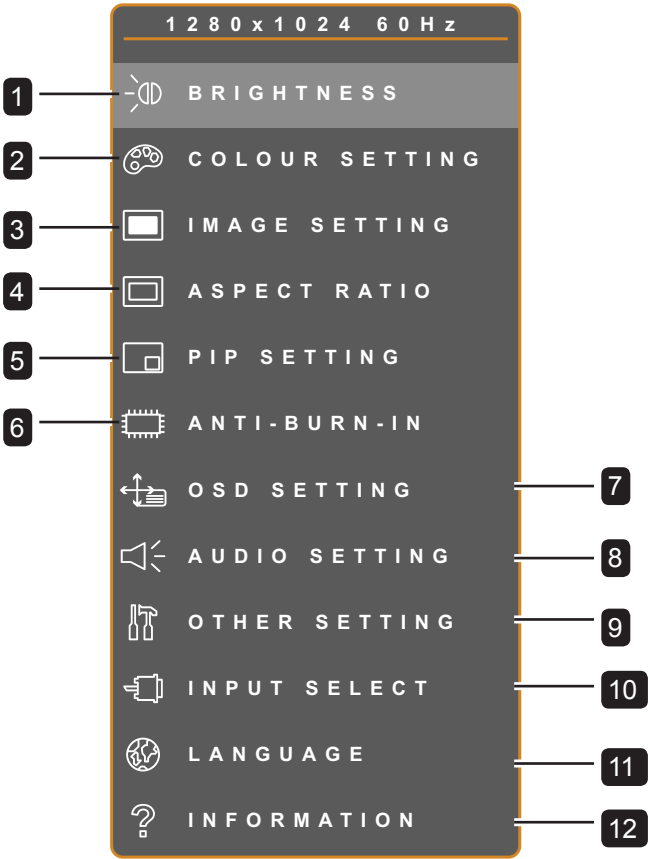 1280x1024 60Hz
1 BRIGHTNESS
2 COLOUR SETTING
3 IMAGE SETTING
4 ASPECT RATIO
5 PIP SETTING
6 ANTI-BURN-IN
OSD SETTING 7
AUDIO SETTING 8
OTHER SETTING 9
INPUT SELECT 10
LANGUAGE 11
INFORMATION 12